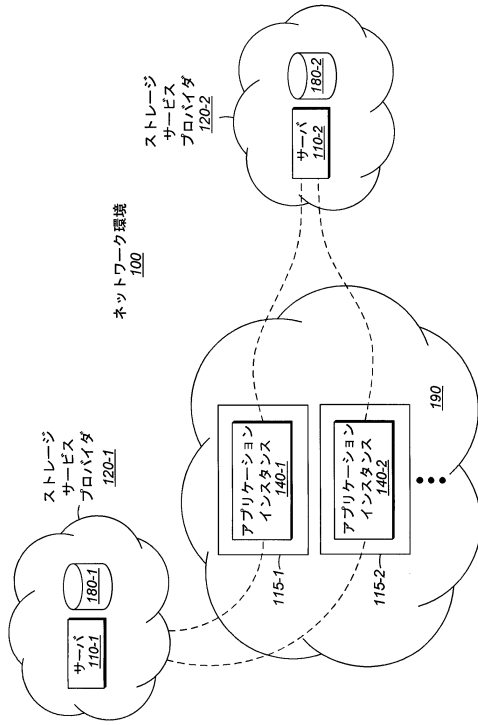 ネットワーク環境
100
ストレージ
サービス
プロバイダ
120-1
サーバ
110-1
180-1
ストレージ
サービス
プロバイダ
120-2
サーバ
110-2
180-2
アプリケーション
インスタンス
140-1
115-1
アプリケーション
インスタンス
140-2
115-2
190